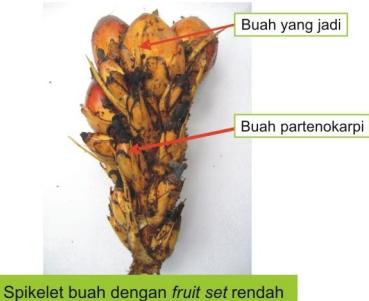 Buah yang jadi
Buah partenokarpi
Spikelet buah dengan fruit set rendah